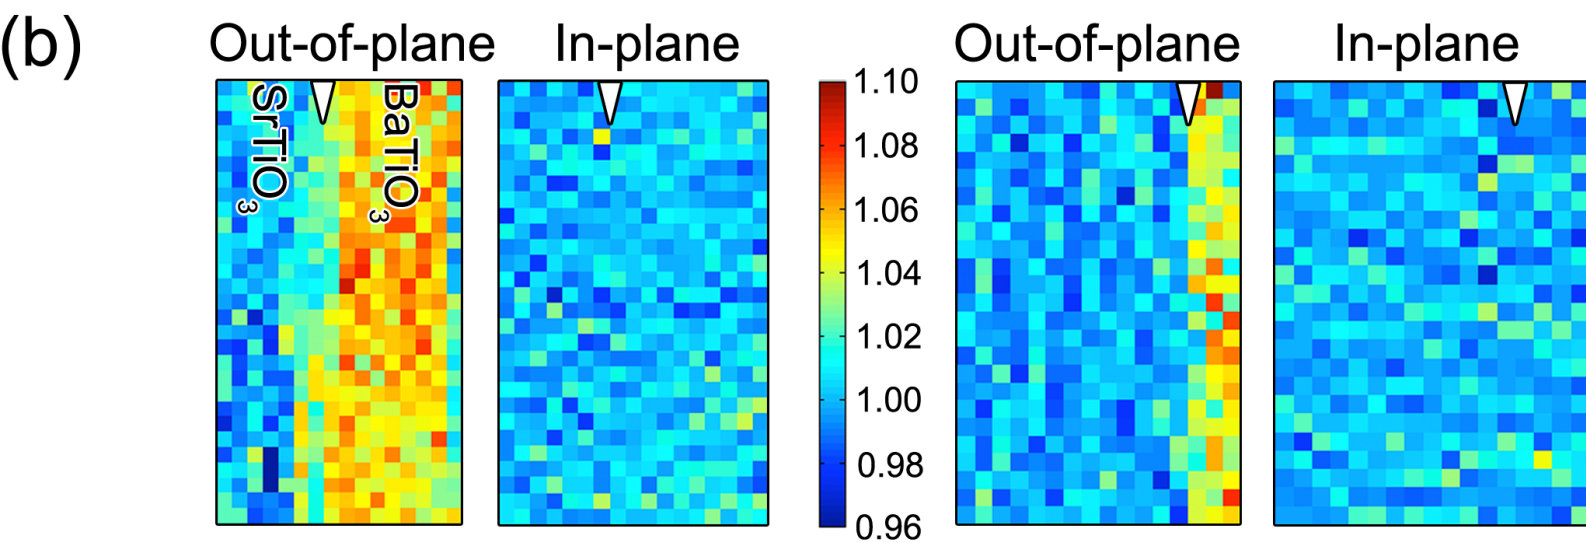 (b)
Out-of-plane
In-plane
Out-of-plane
In-plane
SrTiO₃
BaTiO₃
1.10
1.08
1.06
1.04
1.02
1.00
0.98
0.96